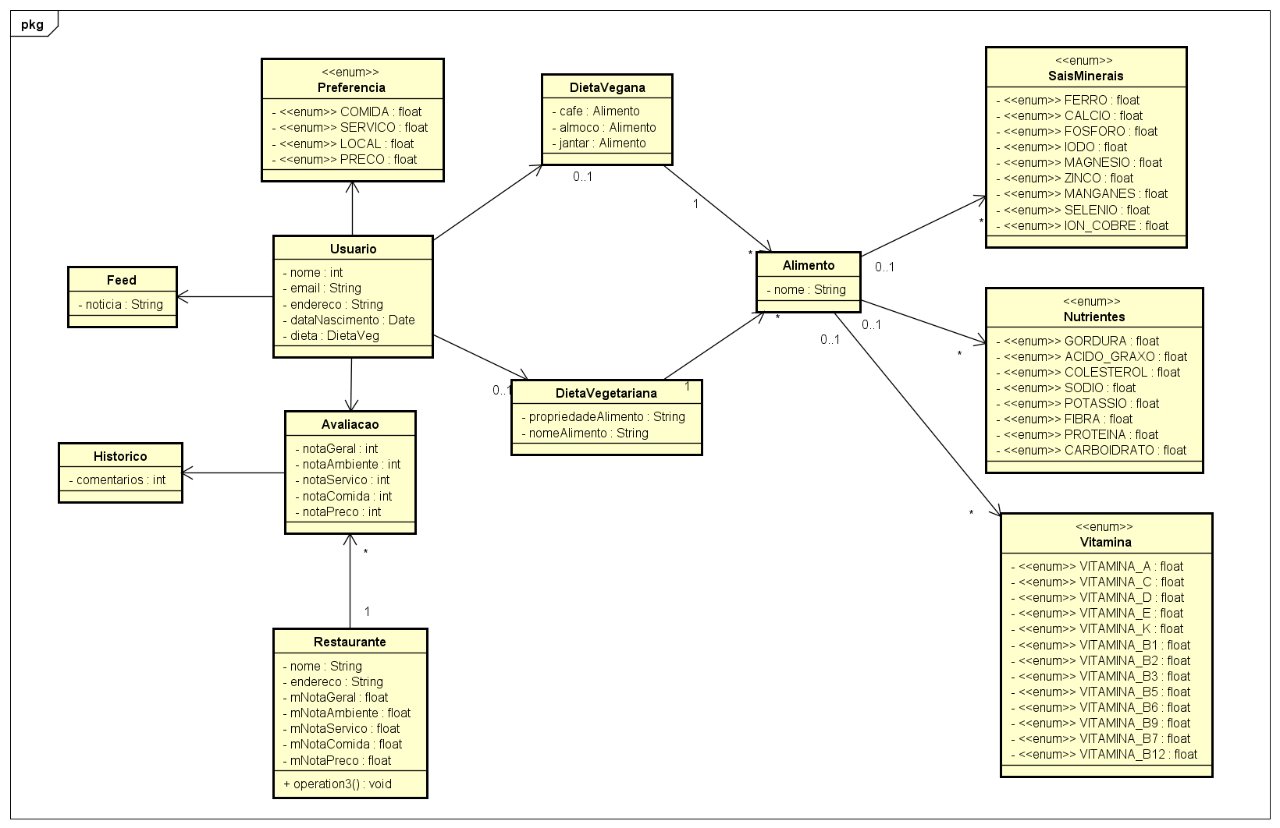 pkg
<<enum>>
Preferencia
- <<enum>> COMIDA : float
- <<enum>> SERVICO : float
- <<enum>> LOCAL : float
- <<enum>> PRECO : float
DietaVegana
- cafe : Alimento
- almoco : Alimento
- jantar : Alimento
0..1
1
<<enum>>
SaisMinerais
- <<enum>> FERRO : float
- <<enum>> CALCIO : float
- <<enum>> FOSFORO : float
- <<enum>> IODO : float
- <<enum>> MAGNESIO : float
- <<enum>> ZINCO : float
- <<enum>> MANGANES : float
- <<enum>> SELENIO : float
- <<enum>> ION_COBRE : float
*
Usuario
- nome : int
- email : String
- endereco : String
- dataNascimento : Date
- dieta : DietaVeg
Feed
- noticia : String
*
Alimento
- nome : String
*
0..1
0..1
0..1
<<enum>>
Nutrientes
- <<enum>> GORDURA : float
- <<enum>> ACIDO_GRAXO : float
- <<enum>> COLESTEROL : float
- <<enum>> SODIO : float
- <<enum>> POTASSIO : float
- <<enum>> FIBRA : float
- <<enum>> PROTEINA : float
- <<enum>> CARBOIDRATO : float
*
0..1
1
DietaVegetariana
- propriedadeAlimento : String
- nomeAlimento : String
Avaliacao
- notaGeral : int
- notaAmbiente : int
- notaServico : int
- notaComida : int
- notaPreco : int
Historico
- comentarios : int
*
1
*
<<enum>>
Vitamina
- <<enum>> VITAMINA_A : float
- <<enum>> VITAMINA_C : float
- <<enum>> VITAMINA_D : float
- <<enum>> VITAMINA_E : float
- <<enum>> VITAMINA_K : float
- <<enum>> VITAMINA_B1 : float
- <<enum>> VITAMINA_B2 : float
- <<enum>> VITAMINA_B3 : float
- <<enum>> VITAMINA_B5 : float
- <<enum>> VITAMINA_B6 : float
- <<enum>> VITAMINA_B9 : float
- <<enum>> VITAMINA_B7 : float
- <<enum>> VITAMINA_B12 : float
Restaurante
- nome : String
- endereco : String
- mNotaGeral : float
- mNotaAmbiente : float
- mNotaServico : float
- mNotaComida : float
- mNotaPreco : float
+ operation3() : void